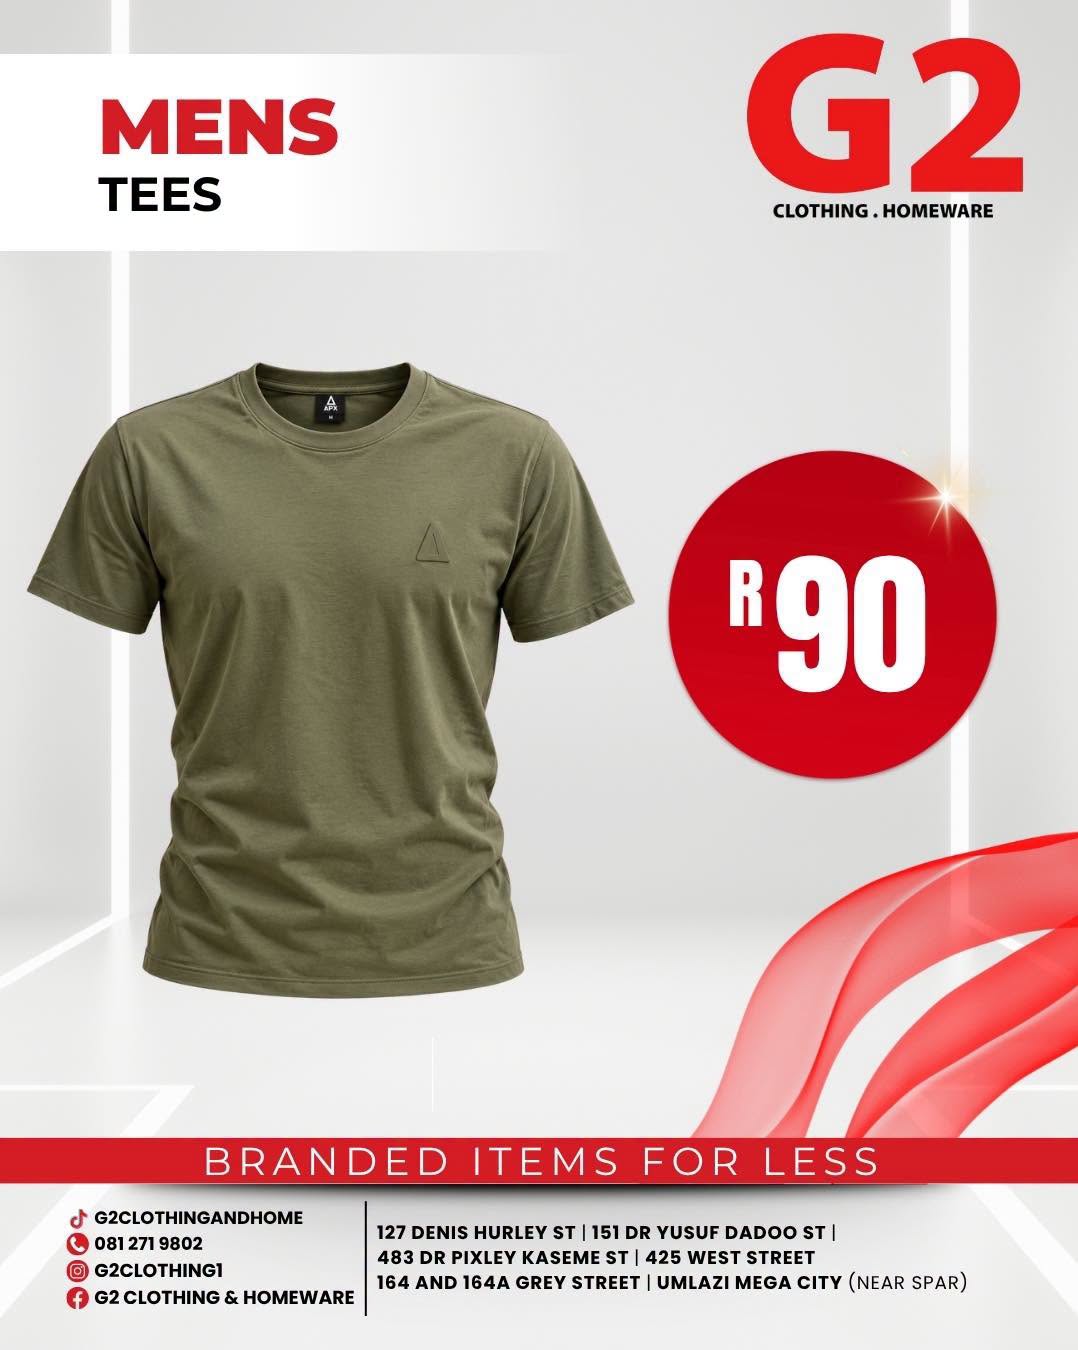 MENS
TEES
G2
CLOTHING . HOMEWARE
APX
M
R90
BRANDED ITEMS FOR LESS
G2CLOTHINGANDHOME
081 271 9802
G2CLOTHING1
G2 CLOTHING & HOMEWARE
127 DENIS HURLEY ST | 151 DR YUSUF DADOO ST |
483 DR PIXLEY KASEME ST | 425 WEST STREET
164 AND 164A GREY STREET | UMLAZI MEGA CITY (NEAR SPAR)